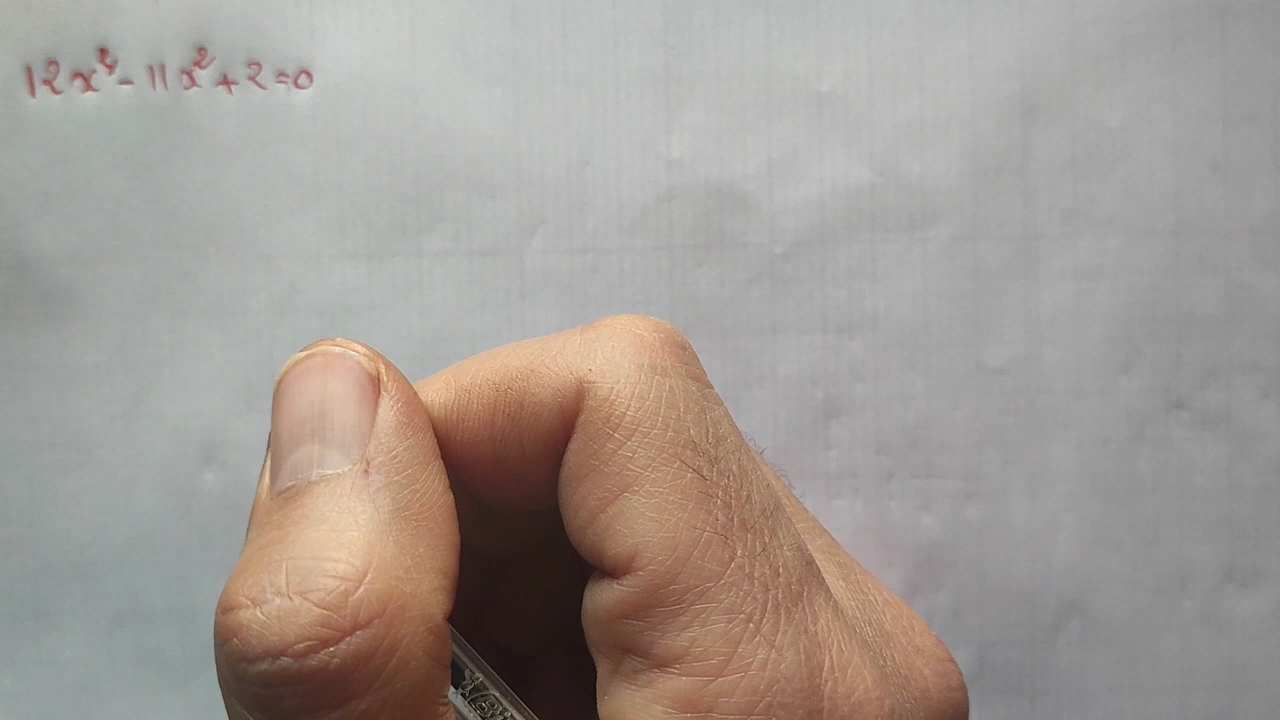 12x⁴ - 11x² + 2 = 0